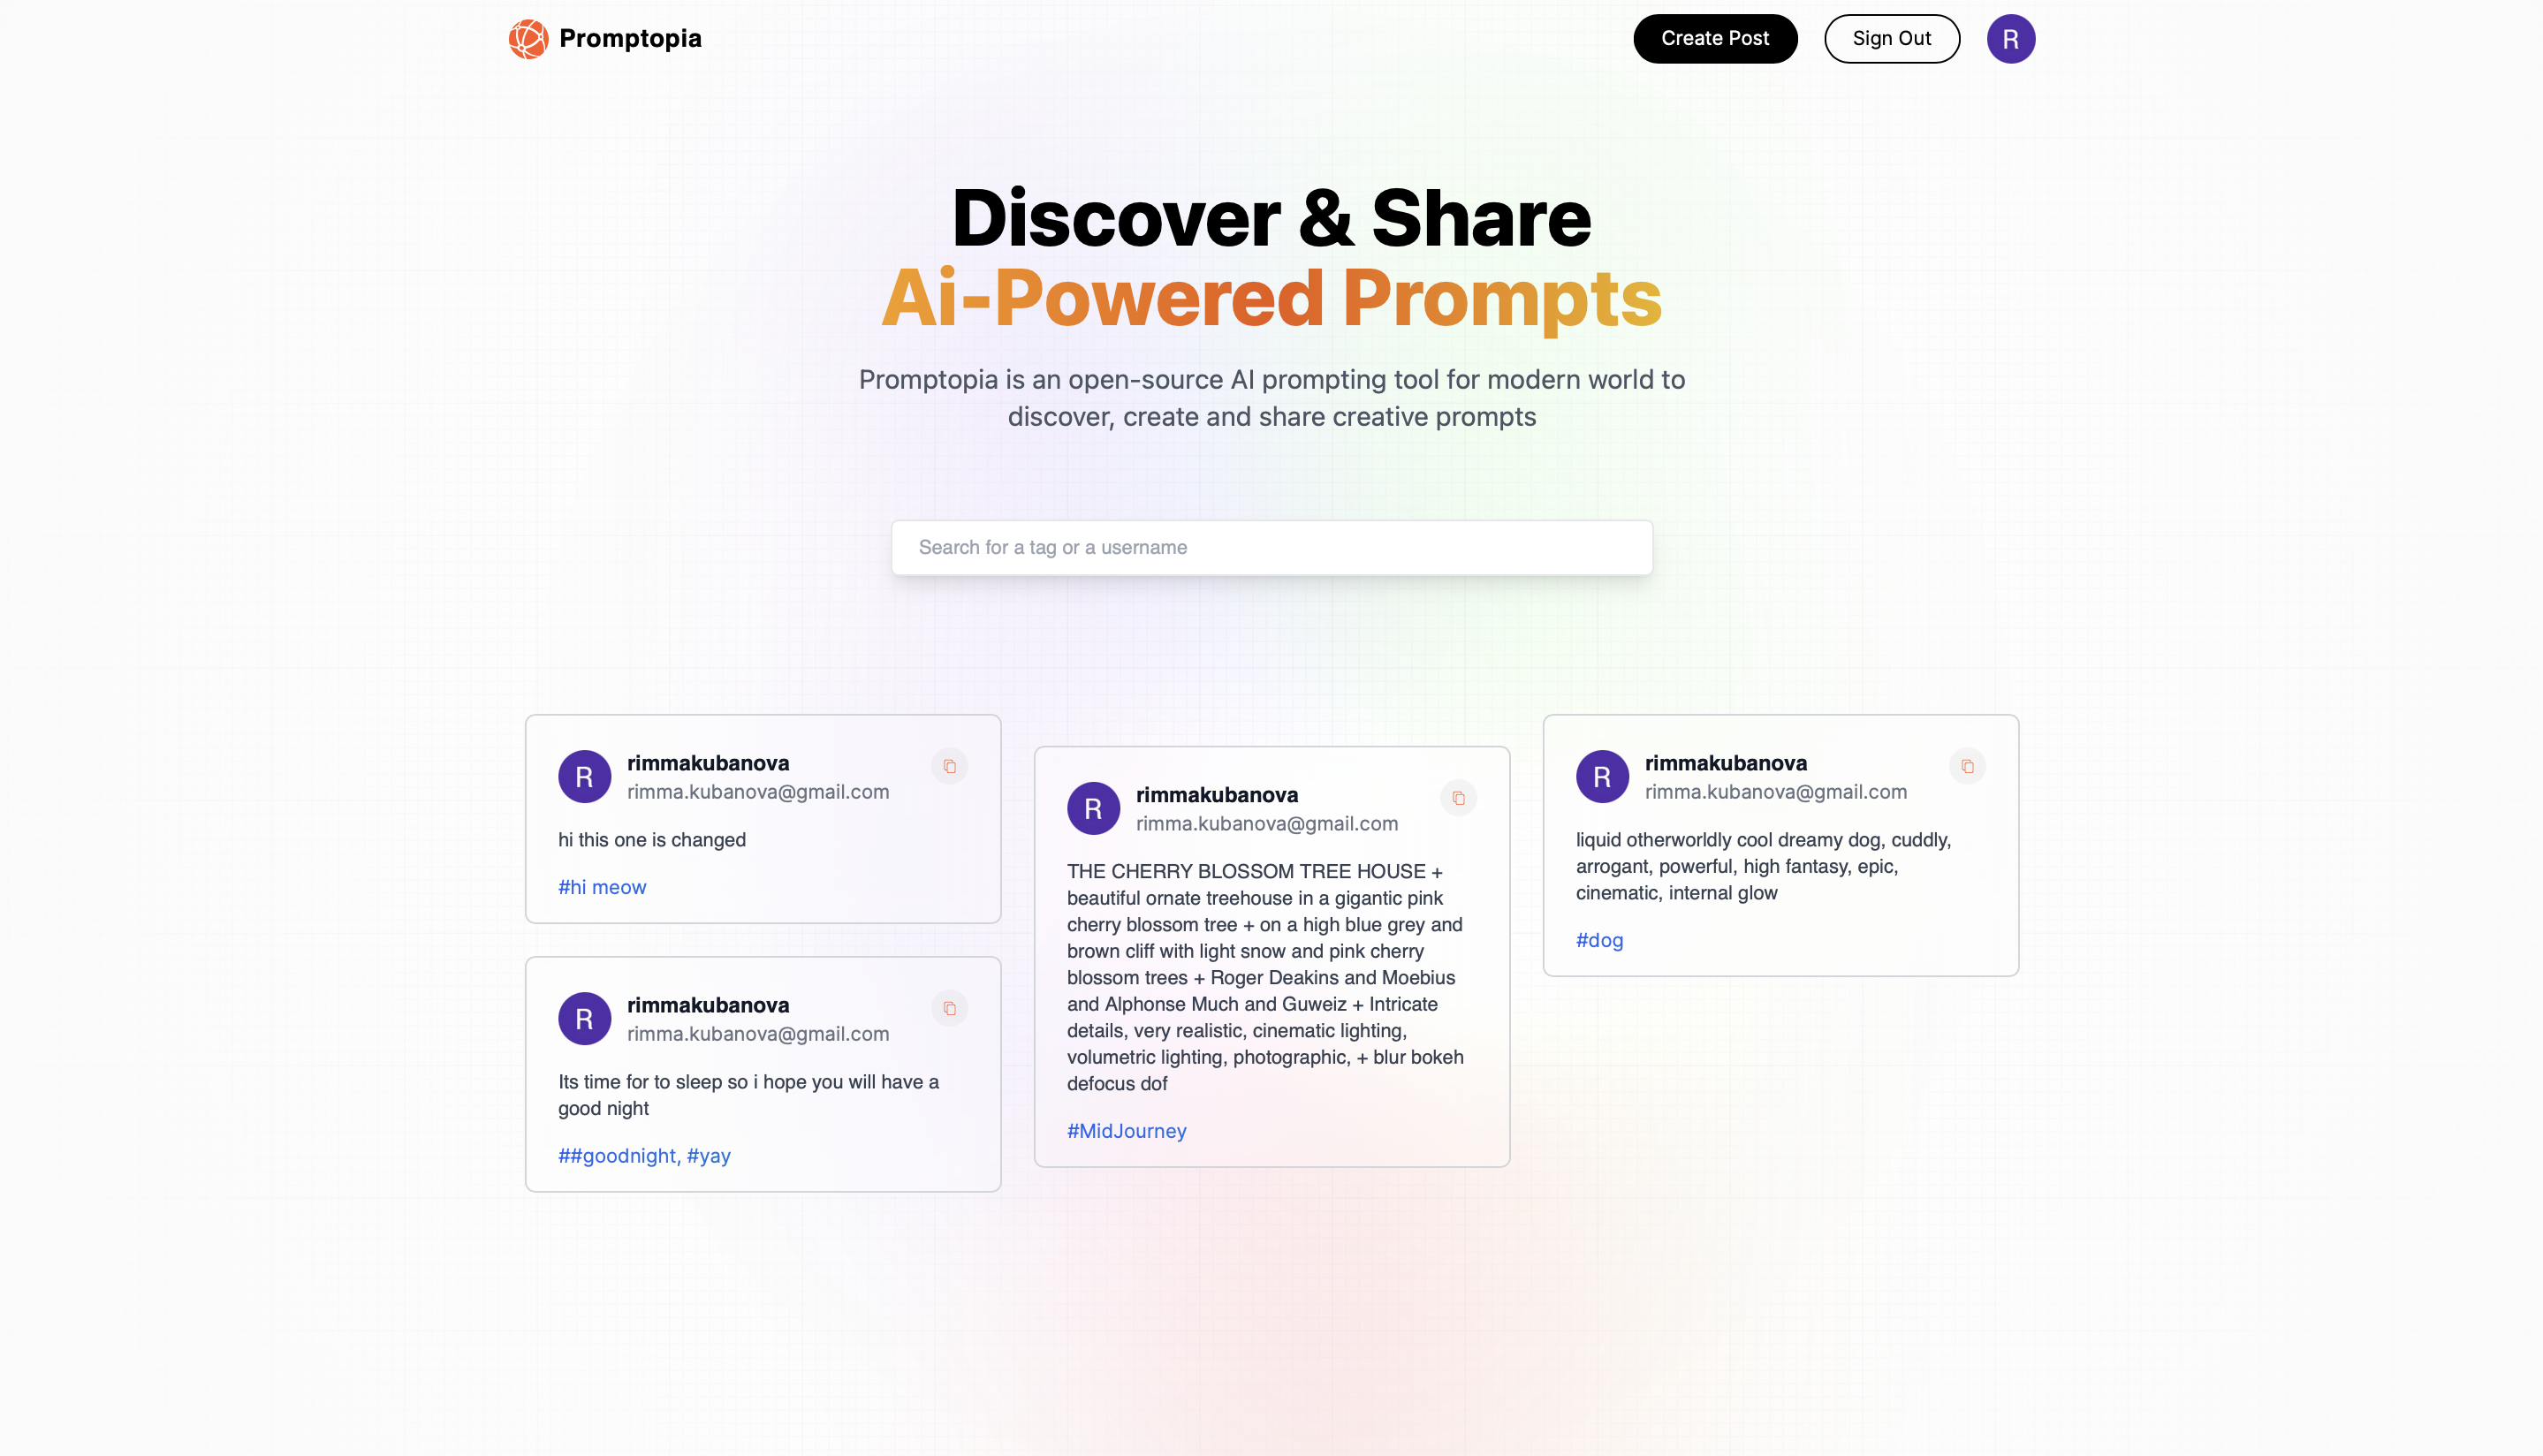 Promptopia
Create Post
Sign Out
R
Discover & Share
Ai-Powered Prompts
Promptopia is an open-source AI prompting tool for modern world to
discover, create and share creative prompts
Search for a tag or a username
R
rimmakubanova
rimma.kubanova@gmail.com
hi this one is changed
#hi meow
R
rimmakubanova
rimma.kubanova@gmail.com
Its time for to sleep so i hope you will have a
good night
##goodnight, #yay
R
rimmakubanova
rimma.kubanova@gmail.com
THE CHERRY BLOSSOM TREE HOUSE +
beautiful ornate treehouse in a gigantic pink
cherry blossom tree + on a high blue grey and
brown cliff with light snow and pink cherry
blossom trees + Roger Deakins and Moebius
and Alphonse Much and Guweiz + Intricate
details, very realistic, cinematic lighting,
volumetric lighting, photographic, + blur bokeh
defocus dof
#MidJourney
R
rimmakubanova
rimma.kubanova@gmail.com
liquid otherworldly cool dreamy dog, cuddly,
arrogant, powerful, high fantasy, epic,
cinematic, internal glow
#dog